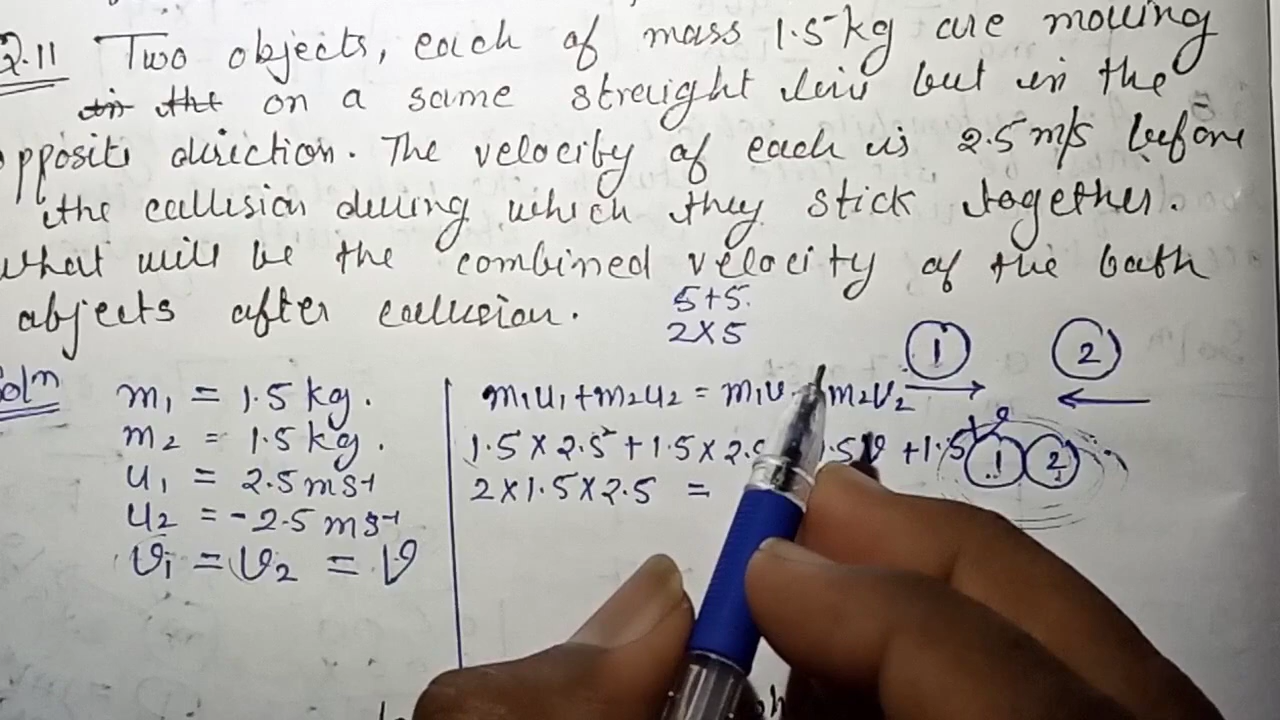 Q.11 Two objects, each of mass 1.5 kg are moving
on a same straight line but in the
opposite direction. The velocity of each is 2.5 m/s before
the collision during which they stick together.
what will be the combined velocity of the both
objects after collision.
5+5.
2×5
Solⁿ
m₁ = 1.5 kg.
m₂ = 1.5 kg.
u₁ = 2.5 ms⁻¹
u₂ = -2.5 ms⁻¹
v₁ = v₂ = v
m₁u₁ + m₂u₂ = m₁v m₂v₂
1.5 × 2.5 + 1.5 × 2. .5v + 1.5
2 × 1.5 × 2.5 =
1 2
1 2